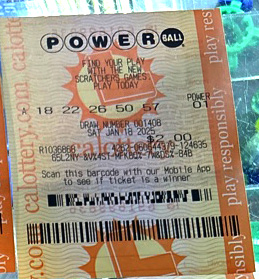 POWERBALL
FIND YOUR PLAY
WITH THE NEW
SCRATCHERS GAMES
PLAY TODAY
POWER
A 18 22 26 50 57 01
DRAW NUMBER 001408
SAT JAN 18 2025
$2.00
Scan this barcode with our Mobile App
to see if ticket is a winner
play responsibly
calottery.com